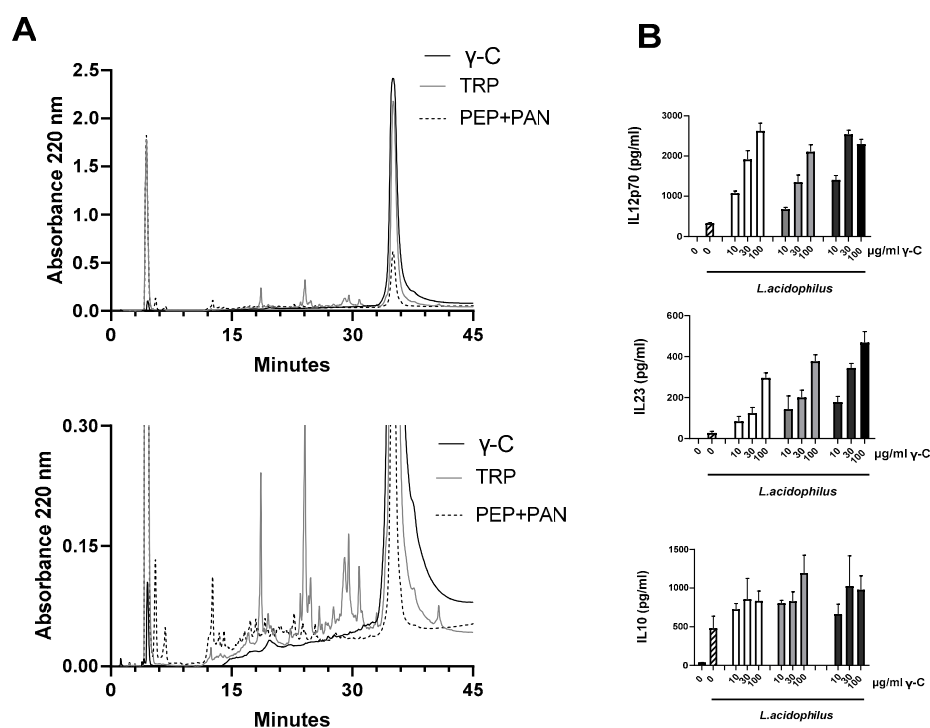 A
γ-C
TRP
PEP+PAN
Absorbance 220 nm
2.5
2.0
1.5
1.0
0.5
0.0
0 15 30 45
Minutes
γ-C
TRP
PEP+PAN
Absorbance 220 nm
0.30
0.15
0.00
0 15 30 45
Minutes
B
IL12p70 (pg/ml)
3000
2000
1000
0
0 0 10 30 100 10 30 100 10 30 100 µg/ml γ-C
L.acidophilus
IL23 (pg/ml)
600
400
200
0
0 0 10 30 100 10 30 100 10 30 100 µg/ml γ-C
L.acidophilus
IL10 (pg/ml)
1500
1000
500
0
0 0 10 30 100 10 30 100 10 30 100 µg/ml γ-C
L.acidophilus